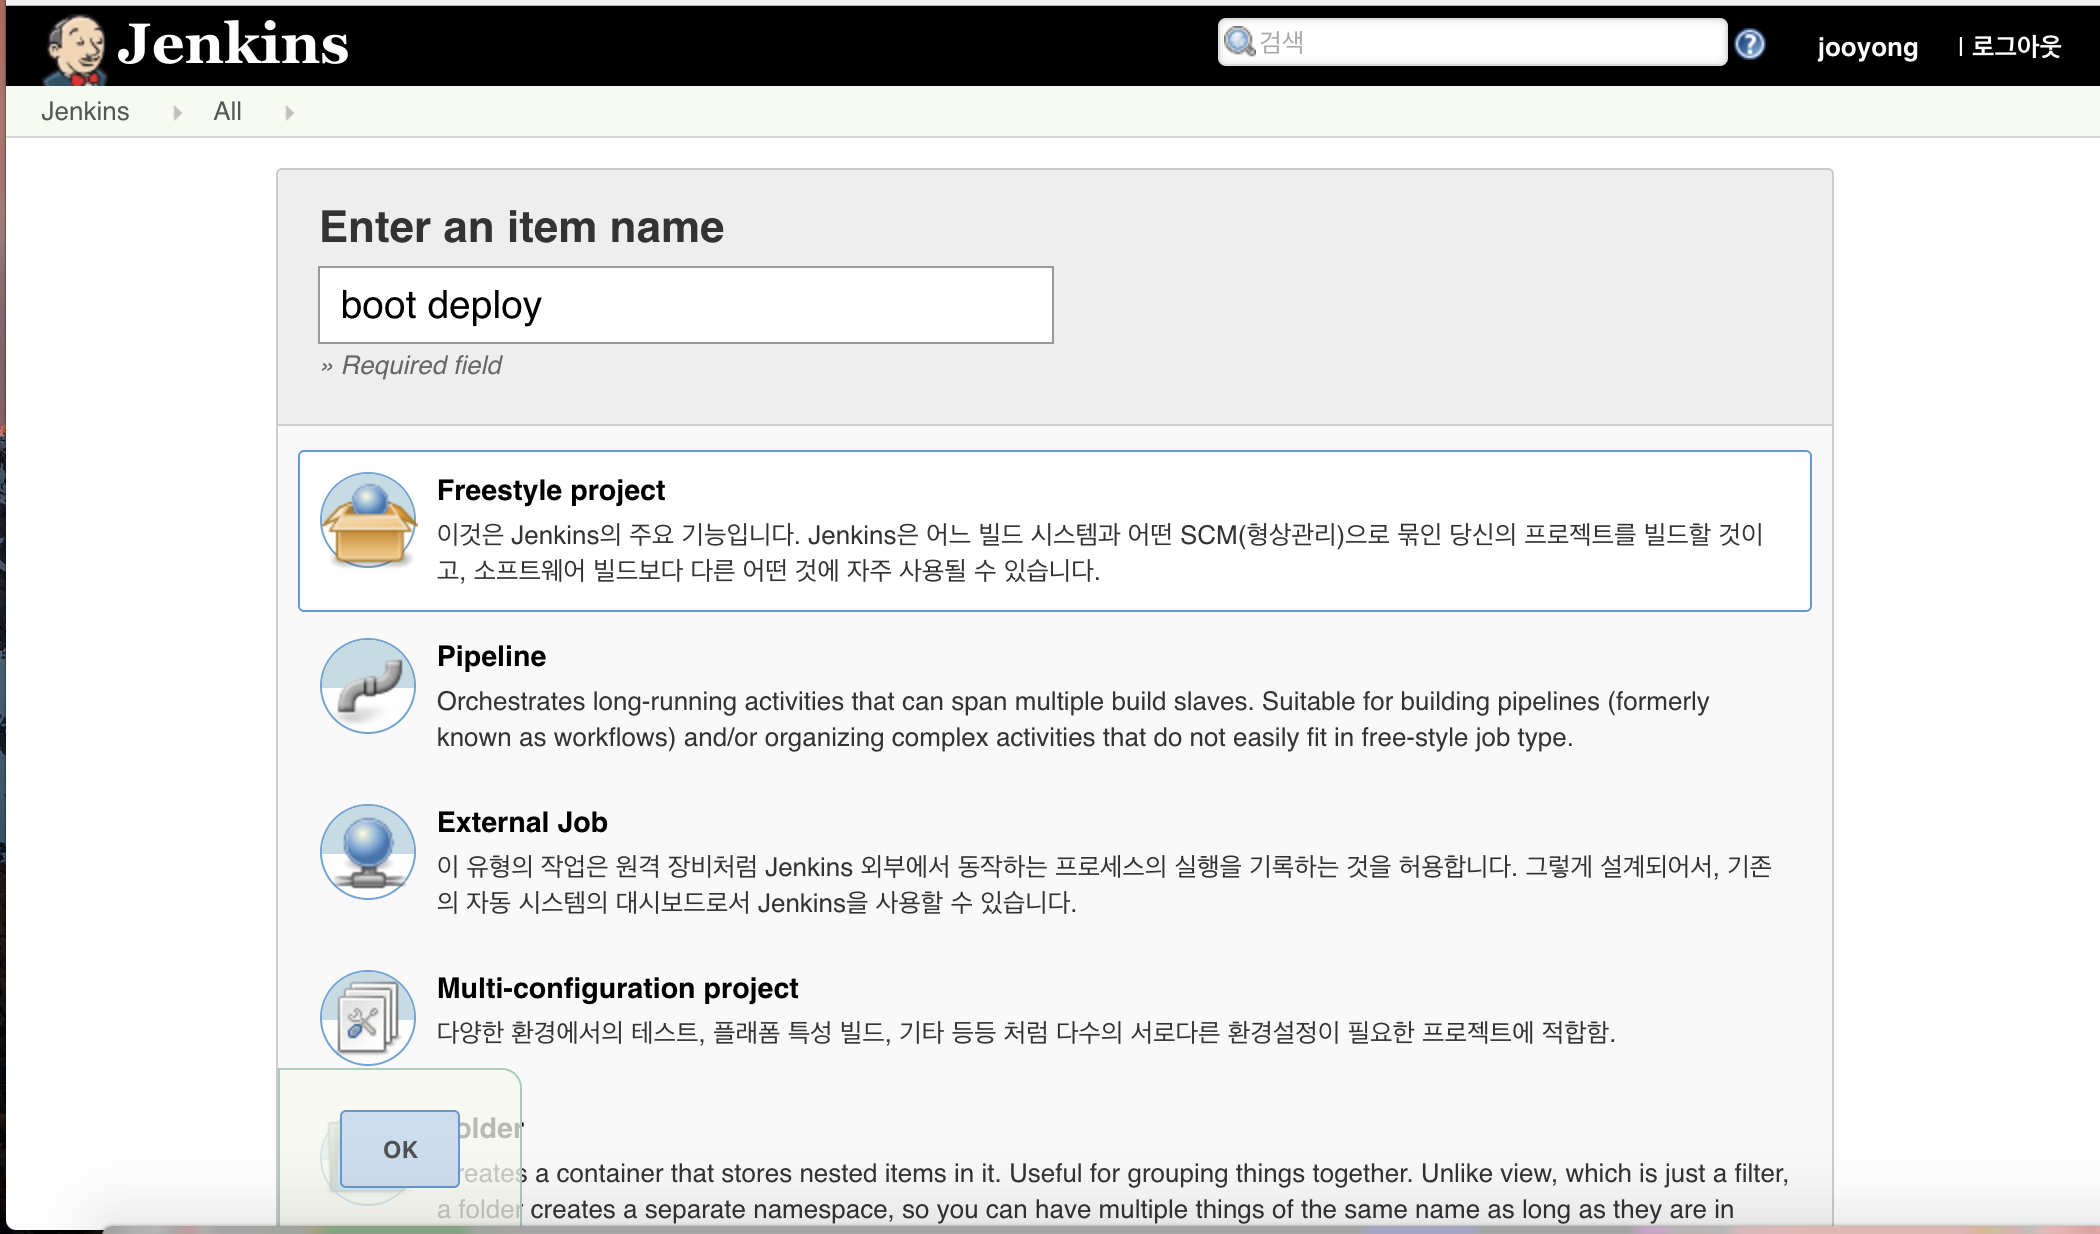 Jenkins
검색
jooyong
| 로그아웃
Jenkins
All
Enter an item name
boot deploy
» Required field
Freestyle project
이것은 Jenkins의 주요 기능입니다. Jenkins은 어느 빌드 시스템과 어떤 SCM(형상관리)으로 묶인 당신의 프로젝트를 빌드할 것이
고, 소프트웨어 빌드보다 다른 어떤 것에 자주 사용될 수 있습니다.
Pipeline
Orchestrates long-running activities that can span multiple build slaves. Suitable for building pipelines (formerly
known as workflows) and/or organizing complex activities that do not easily fit in free-style job type.
External Job
이 유형의 작업은 원격 장비처럼 Jenkins 외부에서 동작하는 프로세스의 실행을 기록하는 것을 허용합니다. 그렇게 설계되어서, 기존
의 자동 시스템의 대시보드로서 Jenkins을 사용할 수 있습니다.
Multi-configuration project
다양한 환경에서의 테스트, 플래폼 특성 빌드, 기타 등등 처럼 다수의 서로다른 환경설정이 필요한 프로젝트에 적합함.
older
OK
reates a container that stores nested items in it. Useful for grouping things together. Unlike view, which is just a filter,
a folder creates a separate namespace, so you can have multiple things of the same name as long as they are in